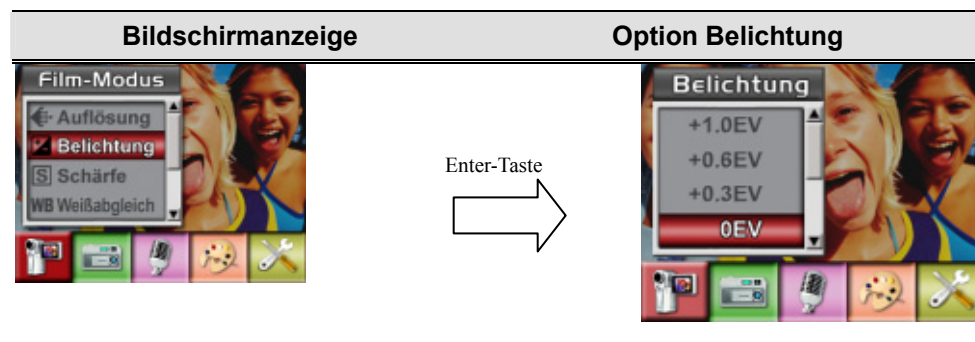 Bildschirmanzeige
Option Belichtung
Film-Modus
Auflösung
Belichtung
S Schärfe
WB Weißabgleich
Enter-Taste
Belichtung
+1.0EV
+0.6EV
+0.3EV
0EV